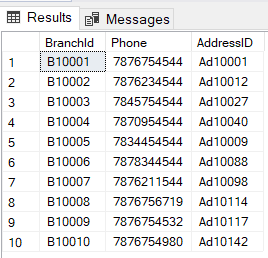 Results Messages
BranchId Phone AddressID
1 B10001 7876754544 Ad10001
2 B10002 7876234544 Ad10012
3 B10003 7845754544 Ad10027
4 B10004 7870954544 Ad10040
5 B10005 7834454544 Ad10009
6 B10006 7878344544 Ad10088
7 B10007 7876211544 Ad10098
8 B10008 7876756719 Ad10114
9 B10009 7876754532 Ad10117
10 B10010 7876754980 Ad10142